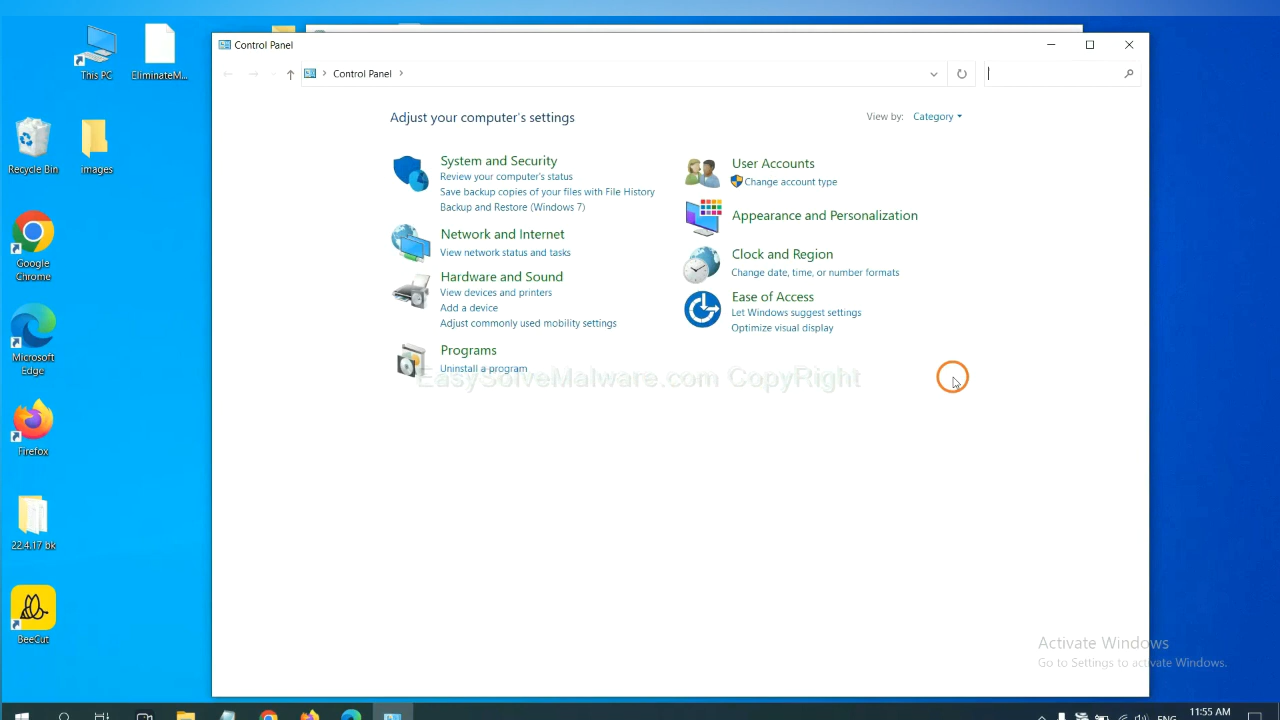 This PC
EliminateM...
Recycle Bin
images
Google
Chrome
Microsoft
Edge
Firefox
22.4.17 bk
BeeCut
Control Panel
Control Panel
Adjust your computer's settings
View by: Category
System and Security
Review your computer's status
Save backup copies of your files with File History
Backup and Restore (Windows 7)
Network and Internet
View network status and tasks
Hardware and Sound
View devices and printers
Add a device
Adjust commonly used mobility settings
Programs
Uninstall a program
User Accounts
Change account type
Appearance and Personalization
Clock and Region
Change date, time, or number formats
Ease of Access
Let Windows suggest settings
Optimize visual display
EasySolveMalware.com CopyRight
Activate Windows
Go to Settings to activate Windows.
ENG
11:55 AM